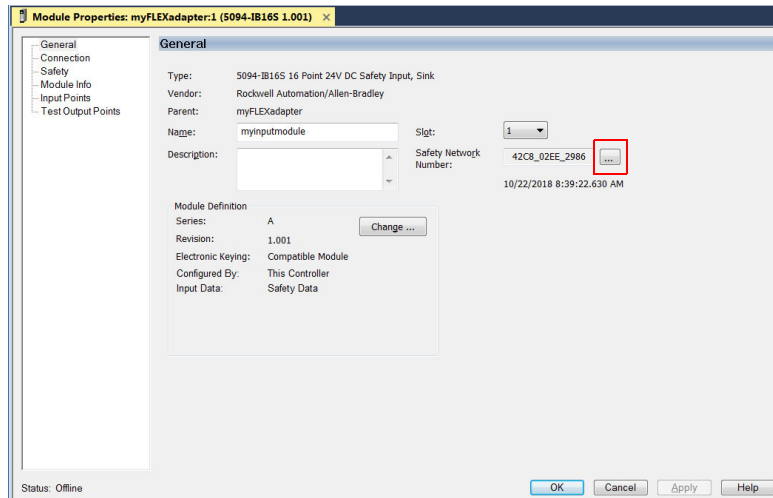 Module Properties: myFLEXadapter:1 (5094-IB16S 1.001) ×
General
Connection
Safety
Module Info
Input Points
Test Output Points
General
Type: 5094-IB16S 16 Point 24V DC Safety Input, Sink
Vendor: Rockwell Automation/Allen-Bradley
Parent: myFLEXadapter
Name: myinputmodule Slot: 1
Description: Safety Network Number: 42C8_02EE_2986 ...
10/22/2018 8:39:22.630 AM
Module Definition
Series: A Change ...
Revision: 1.001
Electronic Keying: Compatible Module
Configured By: This Controller
Input Data: Safety Data
Status: Offline OK Cancel Apply Help